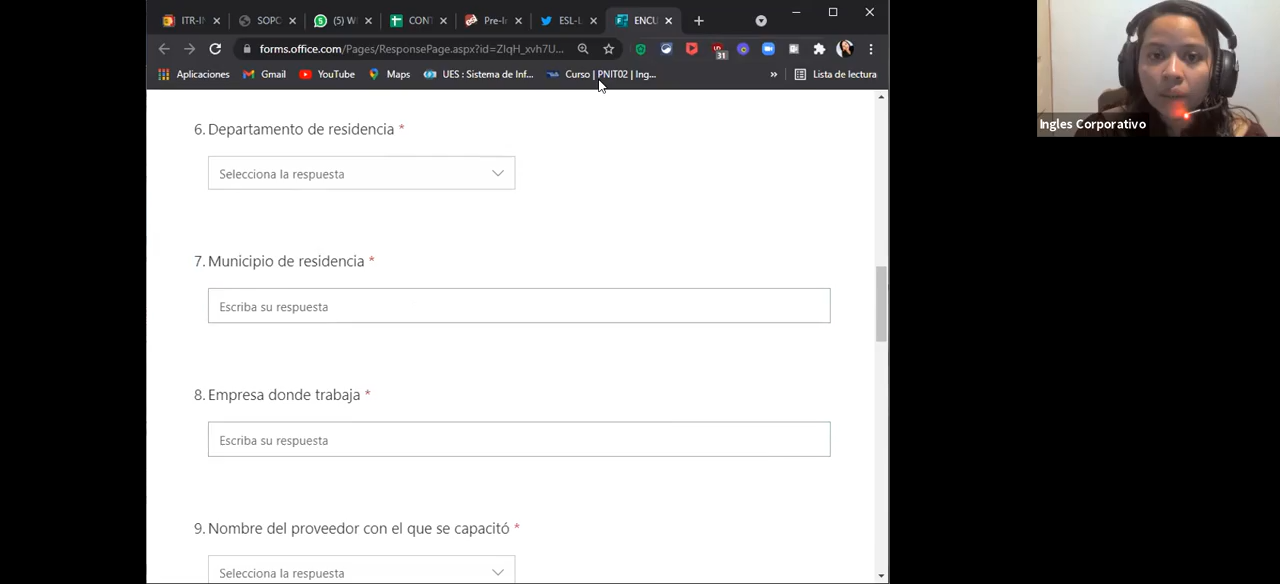 ITR-II
SOPC
(5) W
CONT
Pre-In
ESL-L
ENCU
forms.office.com/Pages/ResponsePage.aspx?id=ZIqH_xvh7U...
31
Aplicaciones
Gmail
YouTube
Maps
UES : Sistema de Inf...
Curso | PNIT02 | Ing...
»
Lista de lectura
Ingles Corporativo
6. Departamento de residencia *
Selecciona la respuesta
7. Municipio de residencia *
Escriba su respuesta
8. Empresa donde trabaja *
Escriba su respuesta
9. Nombre del proveedor con el que se capacitó *
Selecciona la respuesta